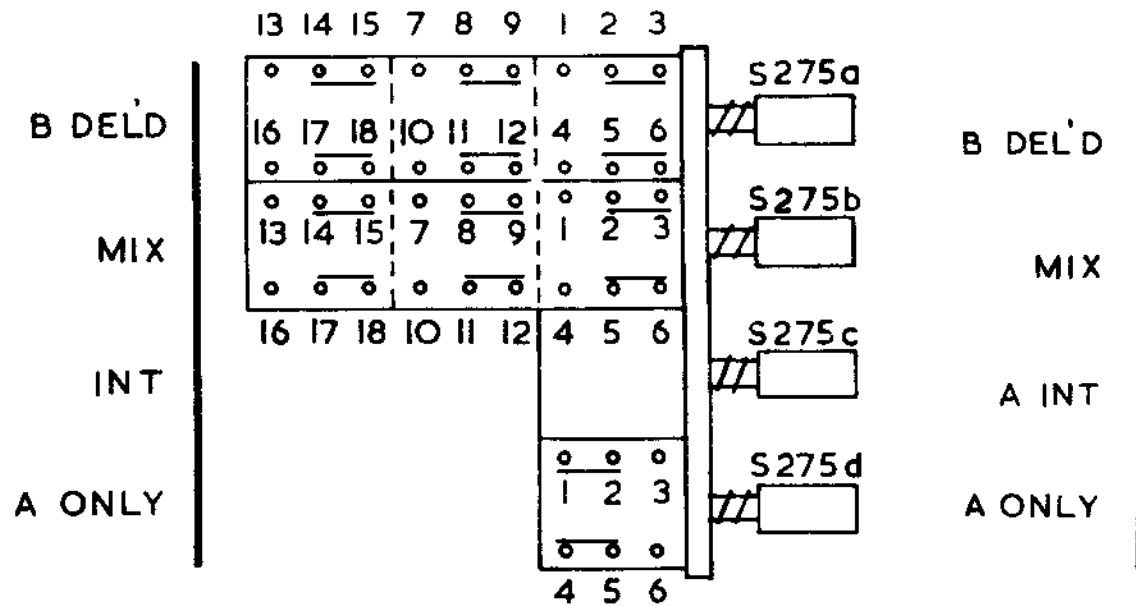 13 14 15 7 8 9 1 2 3
S275a
B DEL'D
16 17 18 10 11 12 4 5 6
B DEL'D
S275b
13 14 15 7 8 9 1 2 3
MIX
MIX
16 17 18 10 11 12 4 5 6
S275c
INT
A INT
S275d
1 2 3
A ONLY
A ONLY
4 5 6